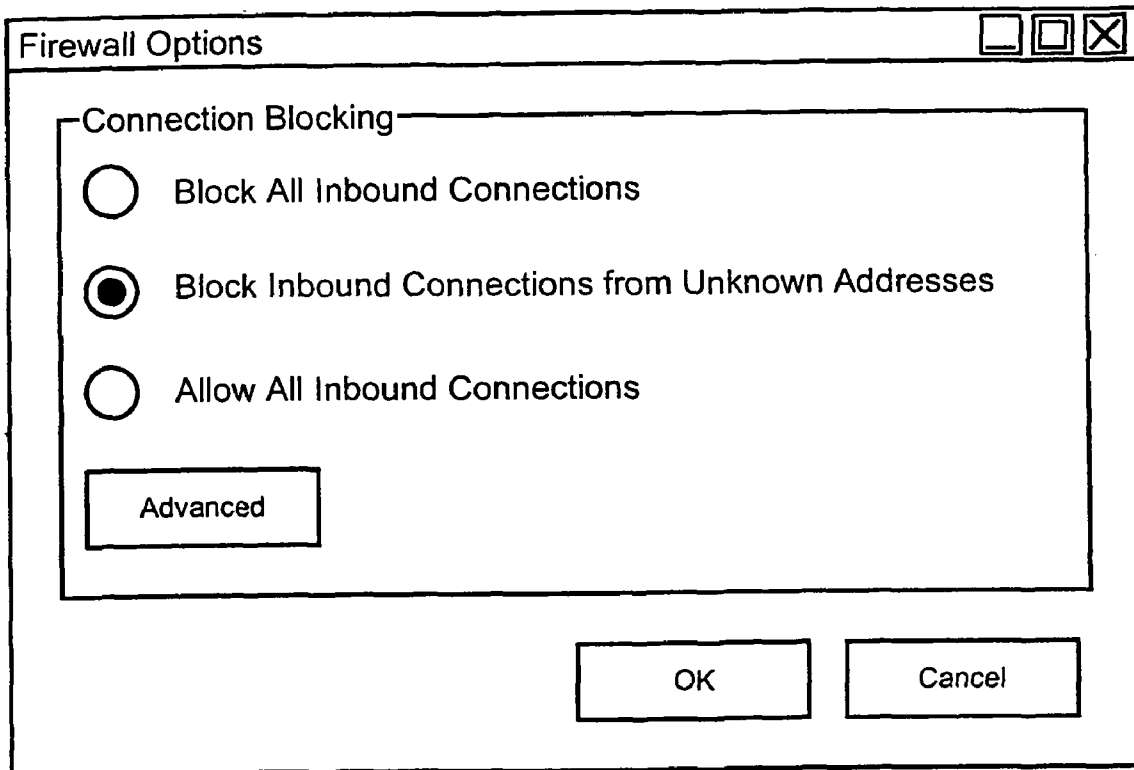 Firewall Options
Connection Blocking
Block All Inbound Connections
Block Inbound Connections from Unknown Addresses
Allow All Inbound Connections
Advanced
OK
Cancel